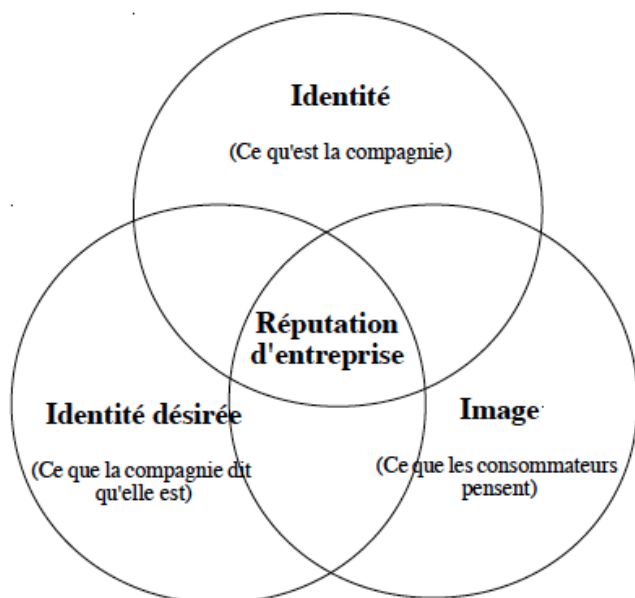 Identité
(Ce qu'est la compagnie)
Réputation
d'entreprise
Identité désirée
(Ce que la compagnie dit
qu'elle est)
Image
(Ce que les consommateurs
pensent)